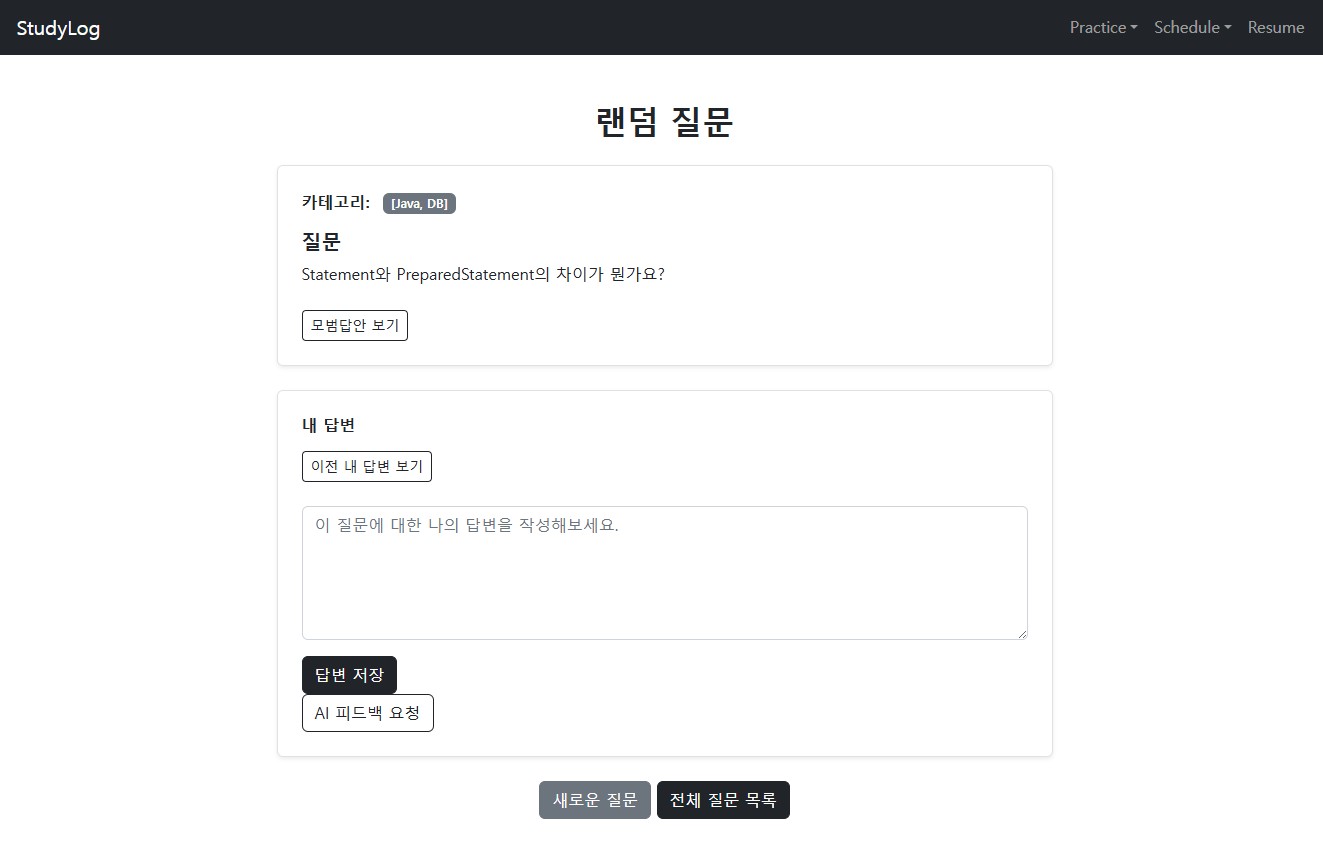 StudyLog
Practice Schedule Resume
랜덤 질문
카테고리: [Java, DB]
질문
Statement와 PreparedStatement의 차이가 뭔가요?
모범답안 보기
내 답변
이전 내 답변 보기
이 질문에 대한 나의 답변을 작성해보세요.
답변 저장
AI 피드백 요청
새로운 질문 전체 질문 목록